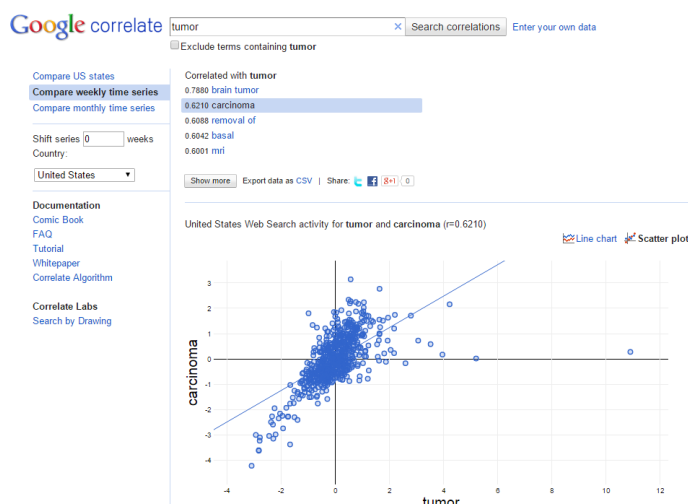 Google correlate tumor × Search correlations Enter your own data
Exclude terms containing tumor
Compare US states
Compare weekly time series
Compare monthly time series
Shift series 0 weeks
Country:
United States
Documentation
Comic Book
FAQ
Tutorial
Whitepaper
Correlate Algorithm
Correlate Labs
Search by Drawing
Correlated with tumor
0.7880 brain tumor
0.6210 carcinoma
0.6088 removal of
0.6042 basal
0.6001 mri
Show more Export data as CSV | Share: 8+1 0
United States Web Search activity for tumor and carcinoma (r=0.6210)
Line chart Scatter plot
carcinoma
3
2
1
0
-1
-2
-3
-4
-4 -2 0 2 4 6 8 10 12
tumor